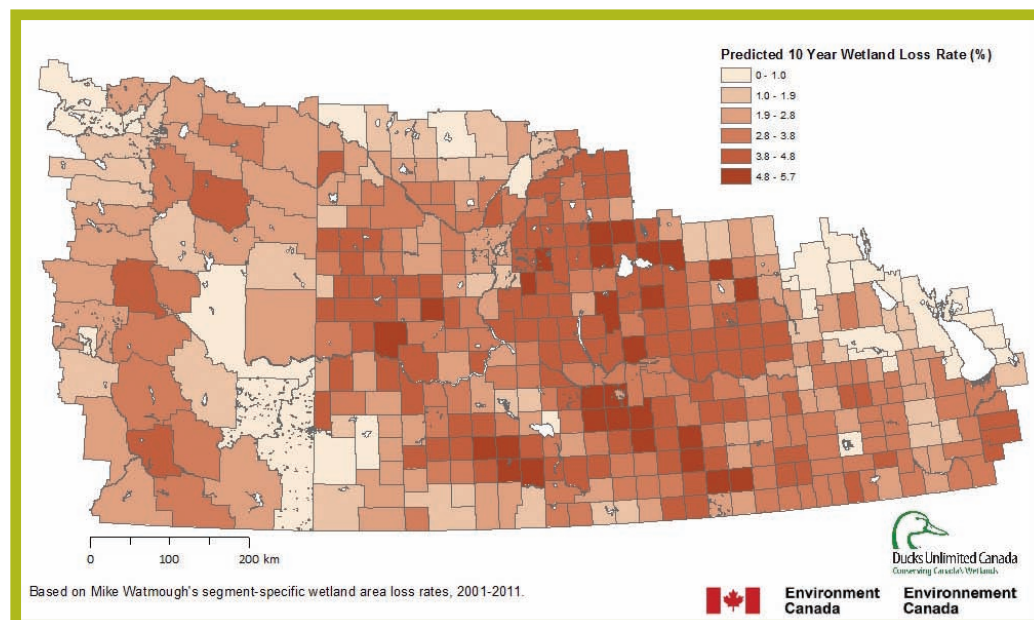 Predicted 10 Year Wetland Loss Rate (%)
0 - 1.0
1.0 - 1.9
1.9 - 2.8
2.8 - 3.8
3.8 - 4.8
4.8 - 5.7
0 100 200 km
Based on Mike Watmough's segment-specific wetland area loss rates, 2001-2011.
Ducks Unlimited Canada
Conserving Canada's Wetlands
Environment Environnement
Canada Canada